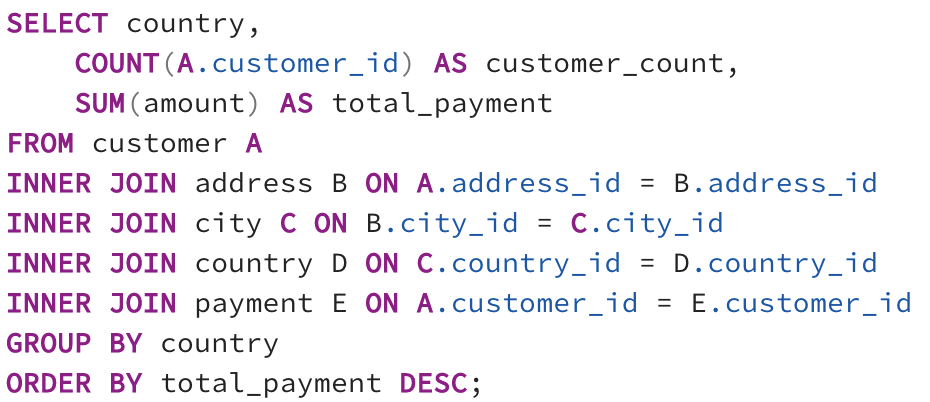 SELECT country,
COUNT(A.customer_id) AS customer_count,
SUM(amount) AS total_payment
FROM customer A
INNER JOIN address B ON A.address_id = B.address_id
INNER JOIN city C ON B.city_id = C.city_id
INNER JOIN country D ON C.country_id = D.country_id
INNER JOIN payment E ON A.customer_id = E.customer_id
GROUP BY country
ORDER BY total_payment DESC;